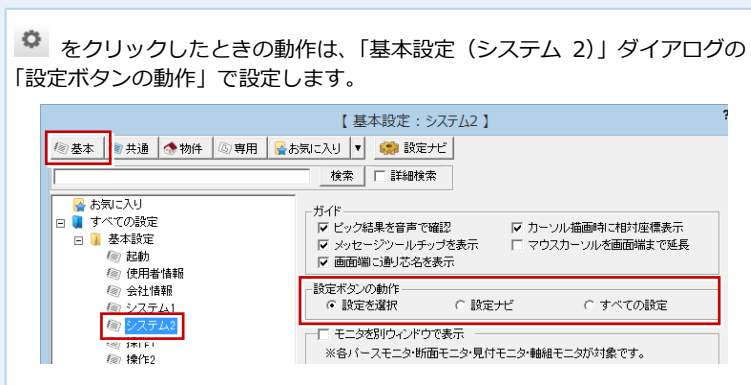 をクリックしたときの動作は、「基本設定（システム 2）」ダイアログの
「設定ボタンの動作」で設定します。
【 基本設定：システム2 】 ?
基本 共通 物件 専用 お気に入り ▼ 設定ナビ
検索 詳細検索
お気に入り
すべての設定
基本設定
起動
使用者情報
会社情報
システム1
システム2
操作1
操作2
ガイド
ピック結果を音声で確認 カーソル描画時に相対座標表示
メッセージツールチップを表示 マウスカーソルを画面端まで延長
画面端に通り芯名を表示
設定ボタンの動作
設定を選択 設定ナビ すべての設定
モニタを別ウィンドウで表示
※各パースモニタ・断面モニタ・見付モニタ・軸組モニタが対象です。